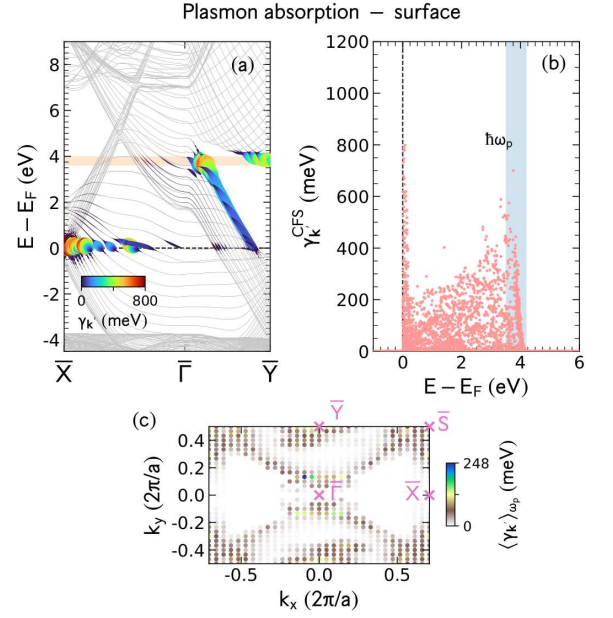 Plasmon absorption – surface
(a)
E – E_F (eV)
8
6
4
2
0
-2
-4
0
800
γ_k' (meV)
X̅
Γ̅
Y̅
(b)
ħω_p
γ_k'^CFS (meV)
1200
1000
800
600
400
200
0
0
2
4
6
E – E_F (eV)
(c)
Y̅
S̅
Γ̅
X̅
k_y (2π/a)
0.4
0.2
0.0
-0.2
-0.4
-0.5
0.0
0.5
k_x (2π/a)
248
0
⟨γ_k'⟩_ω_p (meV)